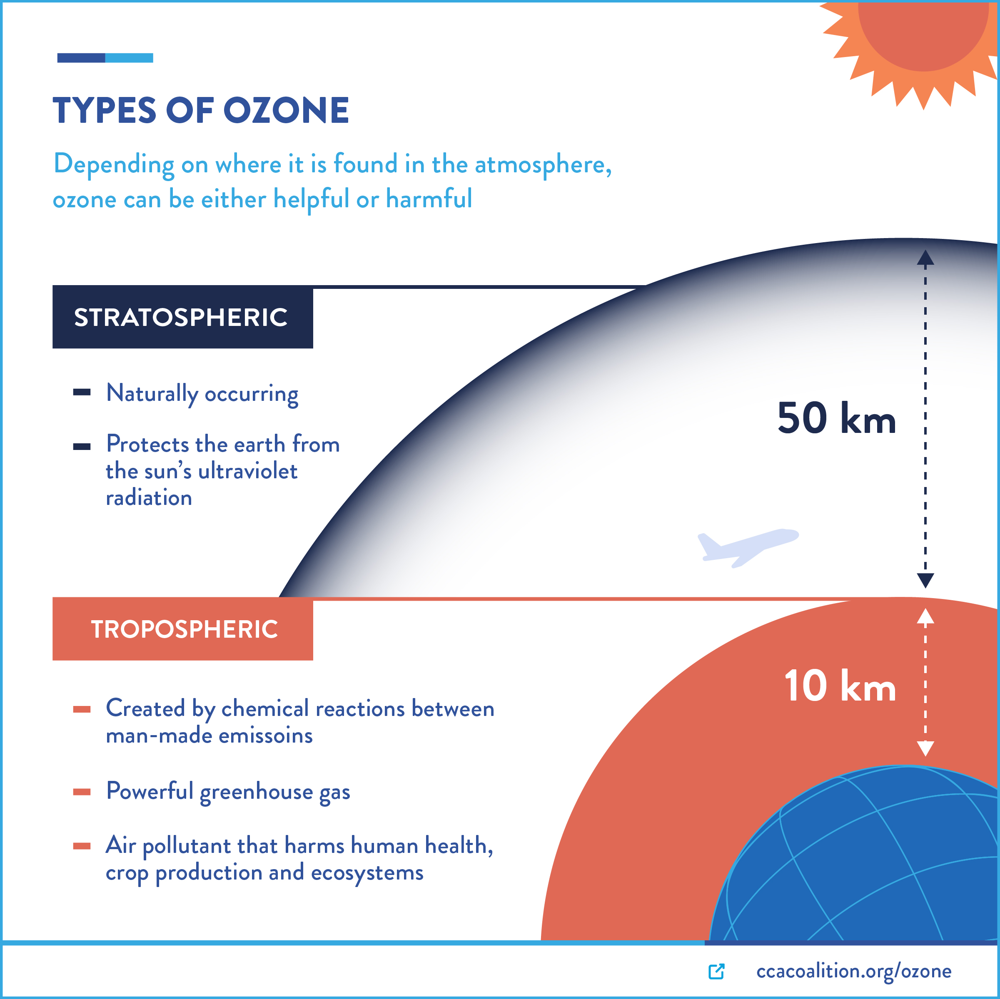 TYPES OF OZONE
Depending on where it is found in the atmosphere,
ozone can be either helpful or harmful
STRATOSPHERIC
Naturally occurring
Protects the earth from
the sun’s ultraviolet
radiation
50 km
TROPOSPHERIC
10 km
Created by chemical reactions between
man-made emissoins
Powerful greenhouse gas
Air pollutant that harms human health,
crop production and ecosystems
ccacoalition.org/ozone